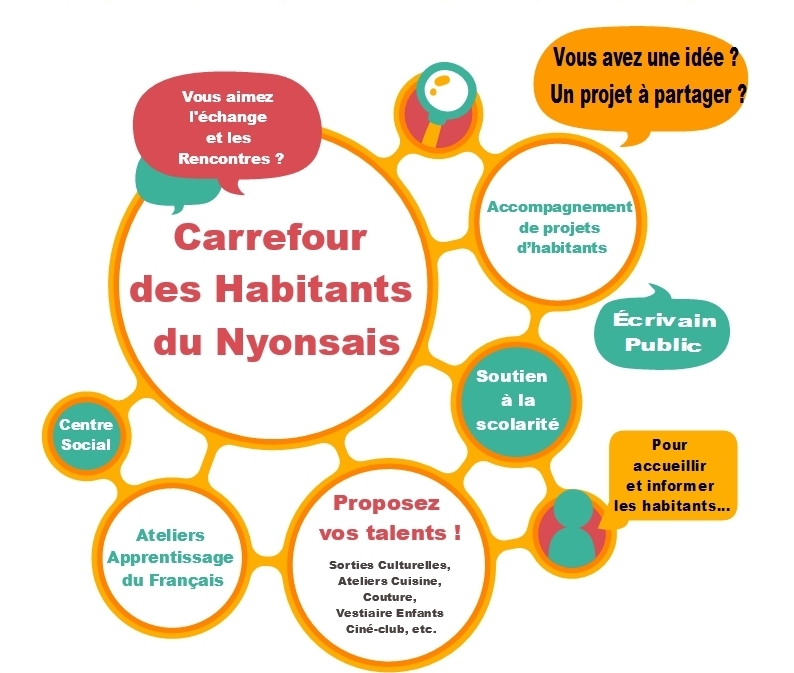 Vous avez une idée ?
Un projet à partager ?
Vous aimez
l'échange
et les
Rencontres ?
Carrefour
des Habitants
du Nyonsais
Accompagnement
de projets
d'habitants
Écrivain
Public
Soutien
à la
scolarité
Centre
Social
Pour
accueillir
et informer
les habitants...
Proposez
vos talents !
Sorties Culturelles,
Ateliers Cuisine,
Couture,
Vestiaire Enfants
Ciné-club, etc.
Ateliers
Apprentissage
du Français